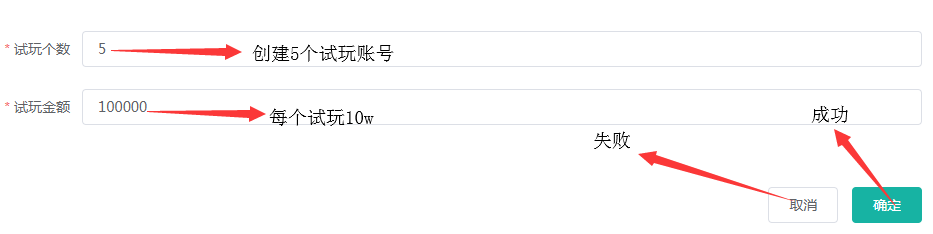 * 试玩个数 5 创建5个试玩账号
* 试玩金额 100000 每个试玩10w
成功
失败
取消 确定